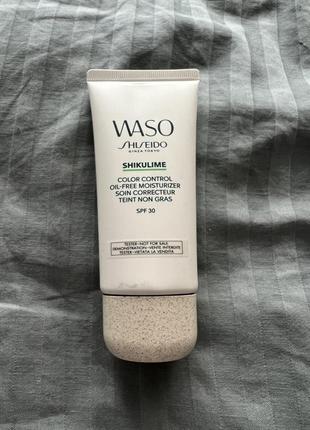 WASO
SHISEIDO
GINZA TOKYO
SHIKULIME
COLOR CONTROL
OIL-FREE MOISTURIZER
SOIN CORRECTEUR
TEINT NON GRAS
SPF 30
TESTER–NOT FOR SALE
DEMONSTRATION–VENTE INTERDITE
TESTER–VIETATA LA VENDITA